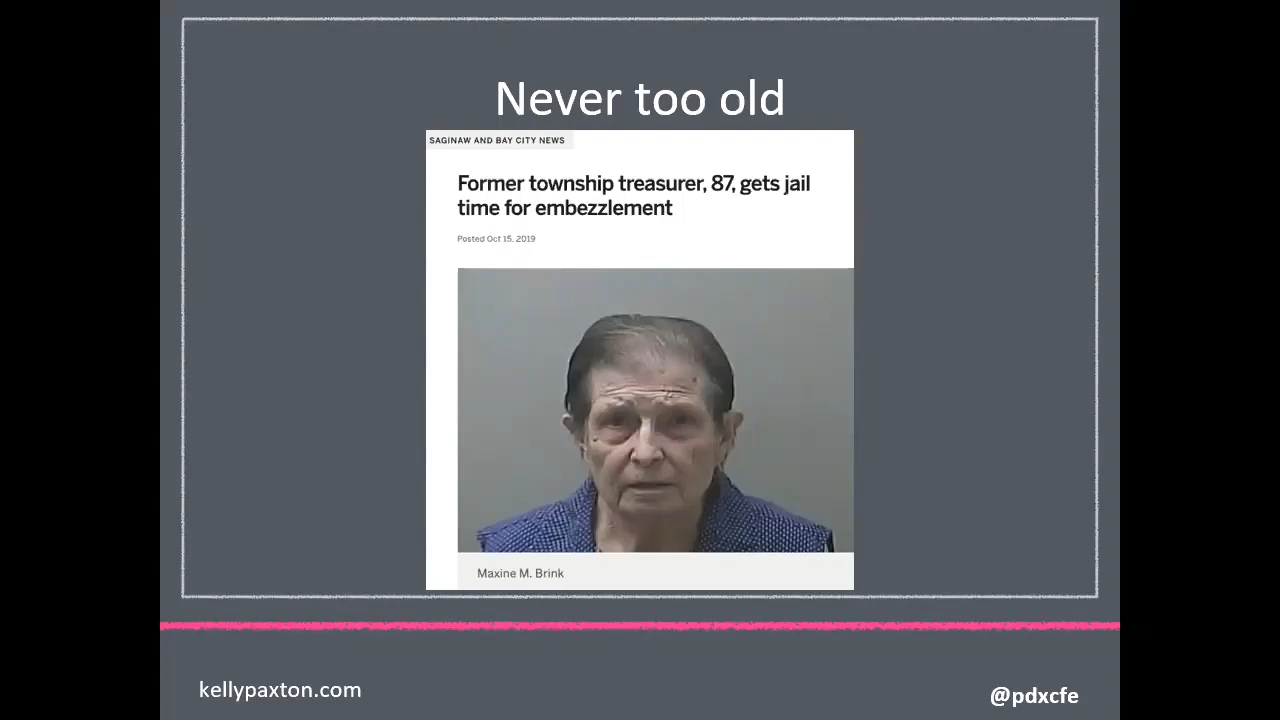 Never too old
SAGINAW AND BAY CITY NEWS
Former township treasurer, 87, gets jail
time for embezzlement
Posted Oct 15, 2019
Maxine M. Brink
kellypaxton.com
@pdxcfe